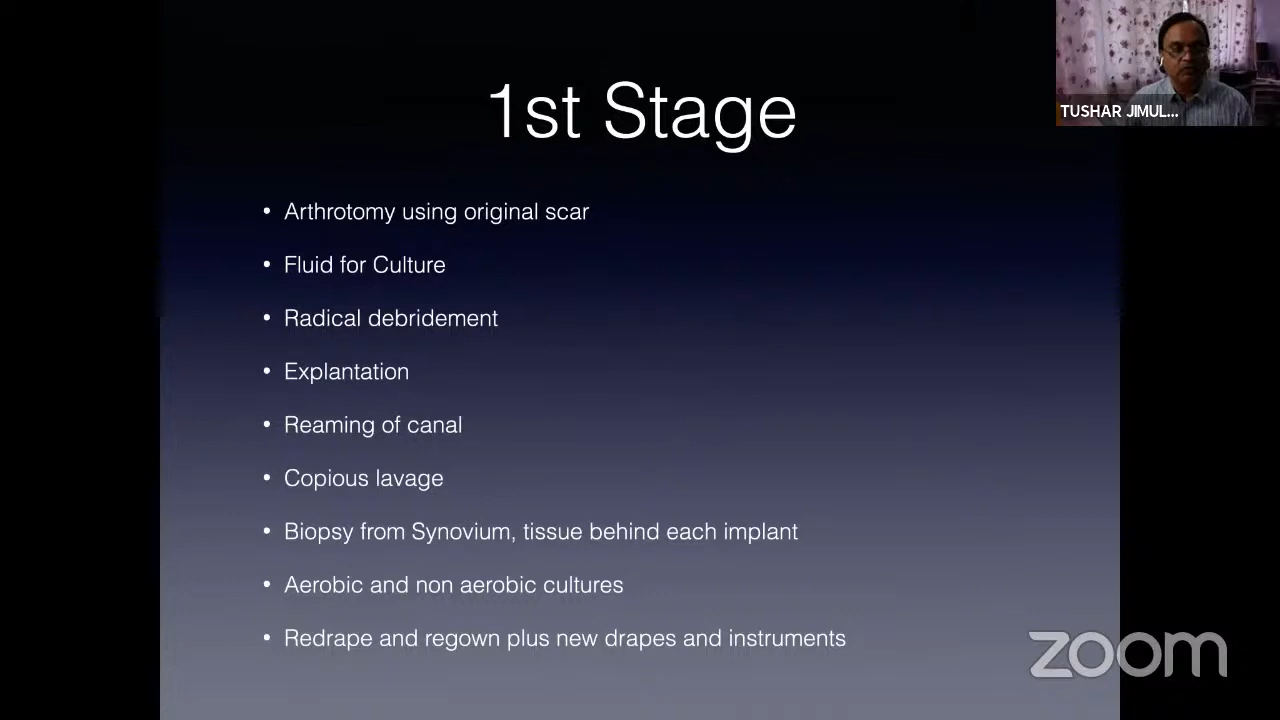 1st Stage
TUSHAR JIMUL...
• Arthrotomy using original scar
• Fluid for Culture
• Radical debridement
• Explantation
• Reaming of canal
• Copious lavage
• Biopsy from Synovium, tissue behind each implant
• Aerobic and non aerobic cultures
• Redrape and regown plus new drapes and instruments
zoom